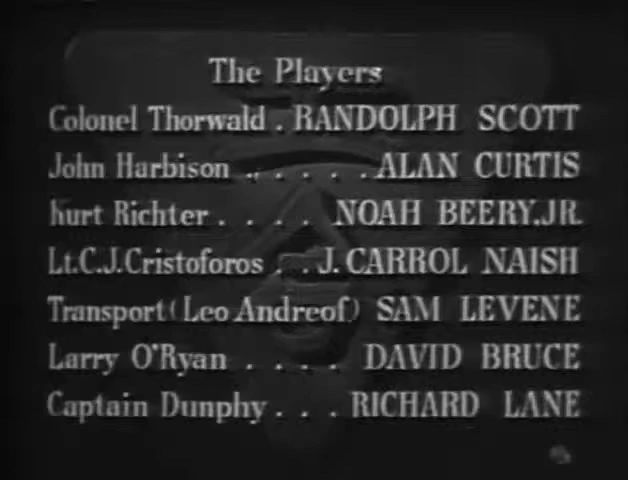 The Players
Colonel Thorwald . RANDOLPH SCOTT
John Harbison . . . . . . ALAN CURTIS
Kurt Richter . . . . NOAH BEERY, JR.
Lt. C. J. Cristoforos . . J. CARROL NAISH
Transport (Leo Andreof) SAM LEVENE
Larry O'Ryan . . . . DAVID BRUCE
Captain Dunphy . . . RICHARD LANE